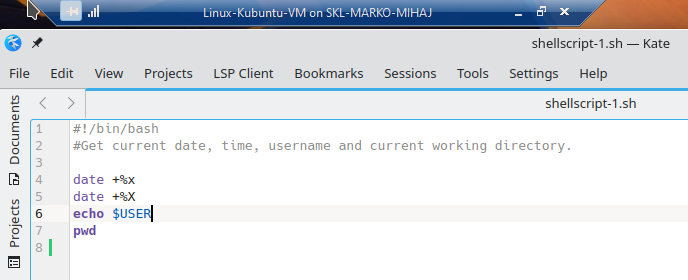 Linux-Kubuntu-VM on SKL-MARKO-MIHAJ
shellscript-1.sh — Kate
File Edit View Projects LSP Client Bookmarks Sessions Tools Settings Help
shellscript-1.sh
Documents
Projects
1 #!/bin/bash
2 #Get current date, time, username and current working directory.
3
4 date +%x
5 date +%X
6 echo $USER
7 pwd
8